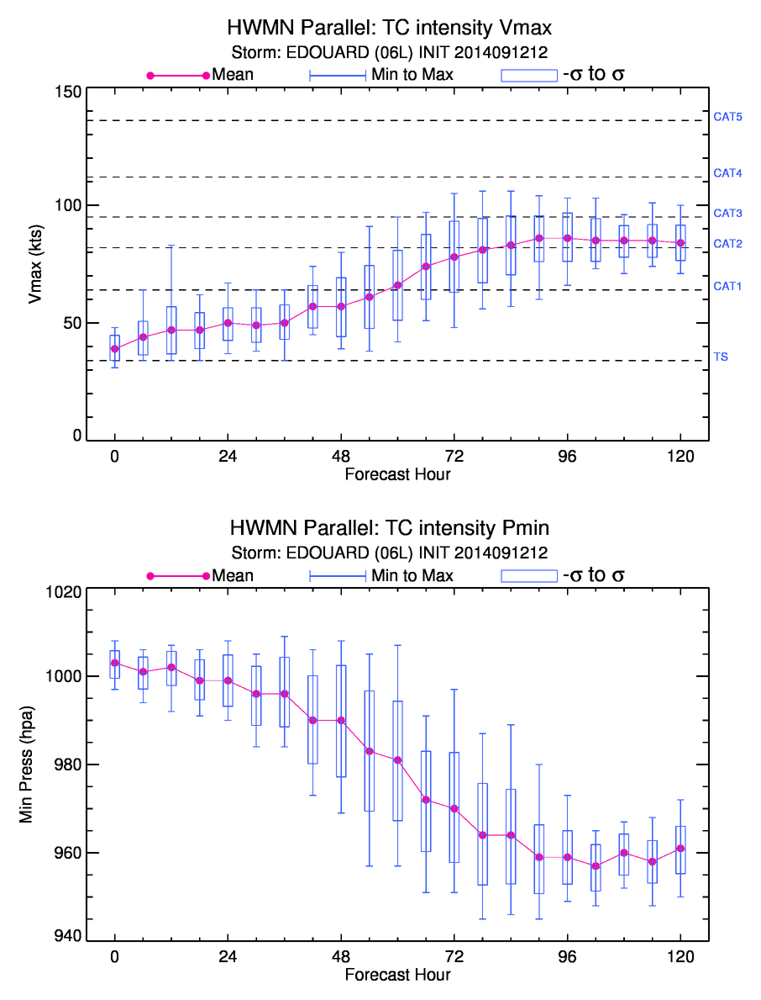 HWMN Parallel: TC intensity Vmax
Storm: EDOUARD (06L) INIT 2014091212
Mean Min to Max -σ to σ
150
CAT5
CAT4
100
CAT3
CAT2
CAT1
50
TS
0
Vmax (kts)
0 24 48 72 96 120
Forecast Hour
HWMN Parallel: TC intensity Pmin
Storm: EDOUARD (06L) INIT 2014091212
Mean Min to Max -σ to σ
1020
1000
980
960
940
Min Press (hpa)
0 24 48 72 96 120
Forecast Hour